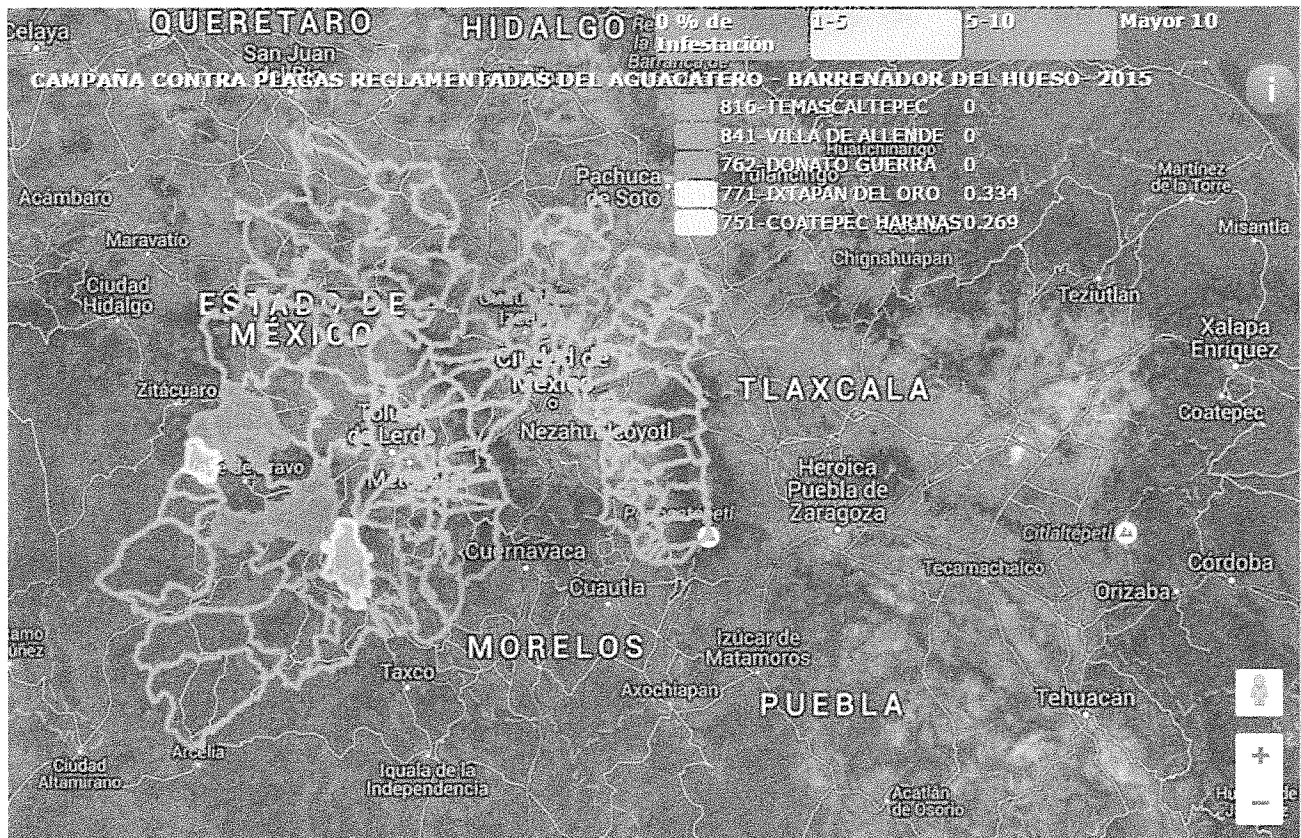 QUERÉTARO
HIDALGO
Celaya
San Juan
0 % de
Infestación
1-5
5-10
Mayor 10
CAMPAÑA CONTRA PLAGAS REGLAMENTADAS DEL AGUACATERO - BARRENADOR DEL HUESO- 2015
816-TEMASCALTEPEC 0
841-VILLA DE ALLENDE 0
Huauchinango
762-DONATO GUERRA 0
Tulancingo
771-IXTAPAN DEL ORO 0.334
751-COATEPEC HARINAS 0.269
Pachuca
de Soto
Martínez
de la Torre
Misantla
Acámbaro
Maravatío
Chignahuapan
Ciudad
Hidalgo
Teziutlán
ESTADO DE
MÉXICO
Xalapa
Enríquez
Ciudad de
México
Zitácuaro
TLAXCALA
Coatepec
Toluca
de Lerdo
Nezahualcóyotl
Heroica
Puebla de
Zaragoza
Citlaltépetl
Cuernavaca
Córdoba
Tecamachalco
Cuautla
Orizaba
MORELOS
Izúcar de
Matamoros
Taxco
Axochiapan
PUEBLA
Tehuacán
Arcelia
Ciudad
Altamirano
Iguala de la
Independencia
Acatlán
de Osorio